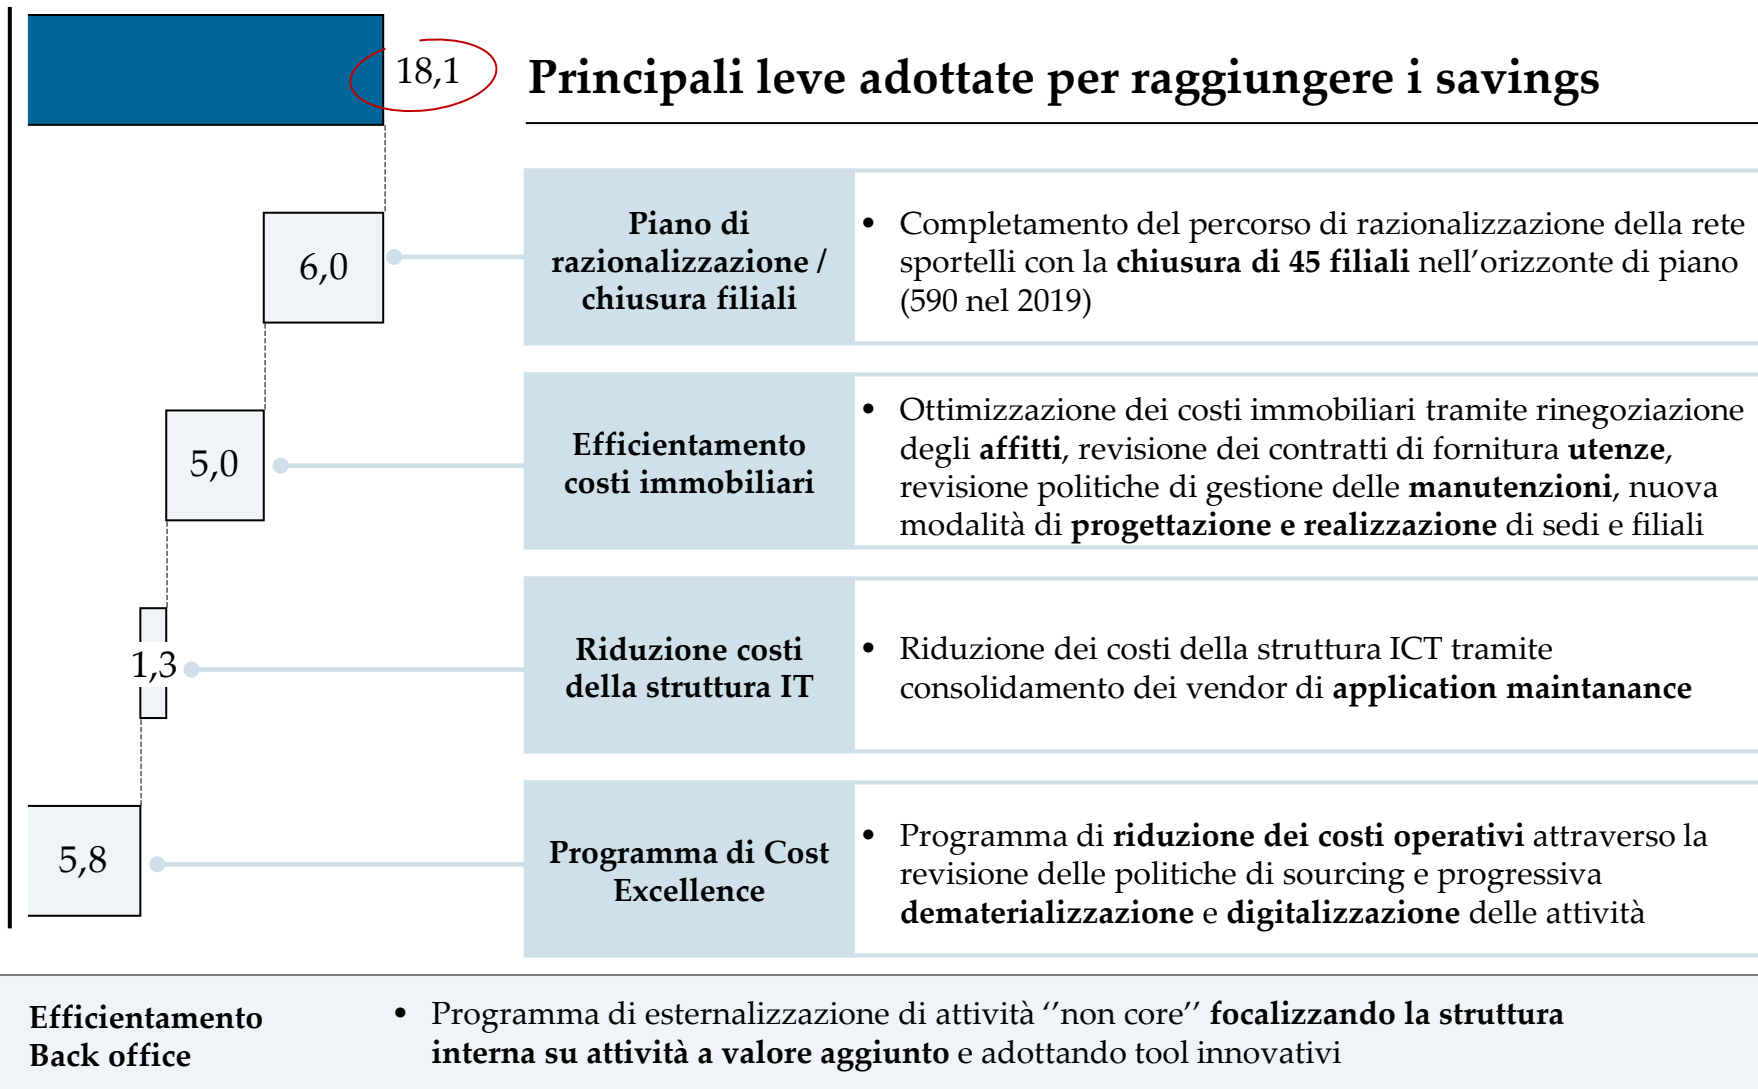 18,1
Principali leve adottate per raggiungere i savings
6,0
Piano di
razionalizzazione /
chiusura filiali
• Completamento del percorso di razionalizzazione della rete
sportelli con la chiusura di 45 filiali nell’orizzonte di piano
(590 nel 2019)
5,0
Efficientamento
costi immobiliari
• Ottimizzazione dei costi immobiliari tramite rinegoziazione
degli affitti, revisione dei contratti di fornitura utenze,
revisione politiche di gestione delle manutenzioni, nuova
modalità di progettazione e realizzazione di sedi e filiali
1,3
Riduzione costi
della struttura IT
• Riduzione dei costi della struttura ICT tramite
consolidamento dei vendor di application maintanance
5,8
Programma di Cost
Excellence
• Programma di riduzione dei costi operativi attraverso la
revisione delle politiche di sourcing e progressiva
dematerializzazione e digitalizzazione delle attività
Efficientamento
Back office
• Programma di esternalizzazione di attività ‘‘non core’’ focalizzando la struttura
interna su attività a valore aggiunto e adottando tool innovativi